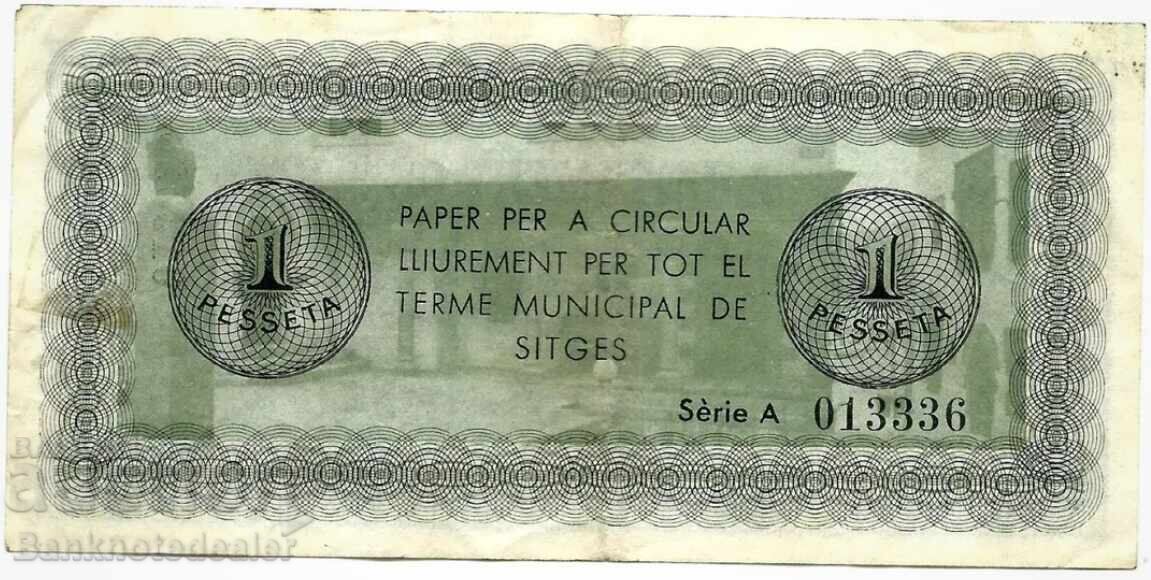 1
PESSETA
PAPER PER A CIRCULAR
LLIUREMENT PER TOT EL
TERME MUNICIPAL DE
SITGES
1
PESSETA
Sèrie A 013336
Banknotedealer